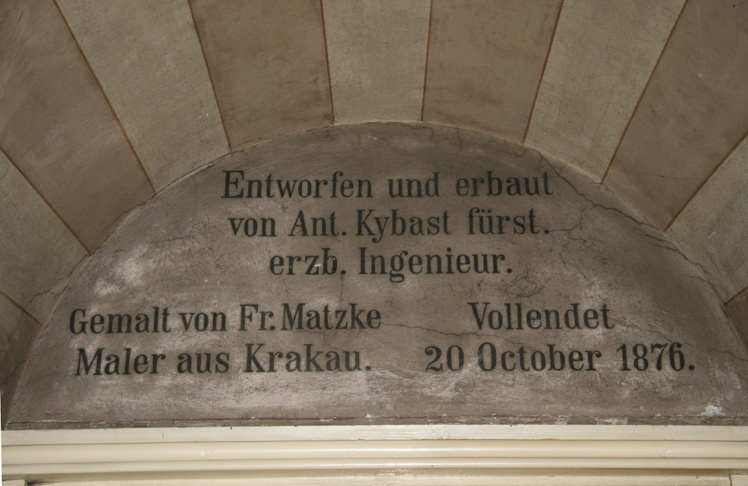 Entworfen und erbaut
von Ant. Kybast fürst.
erzb. Ingenieur.
Gemalt von Fr. Matzke
Maler aus Krakau.
Vollendet
20 October 1876.